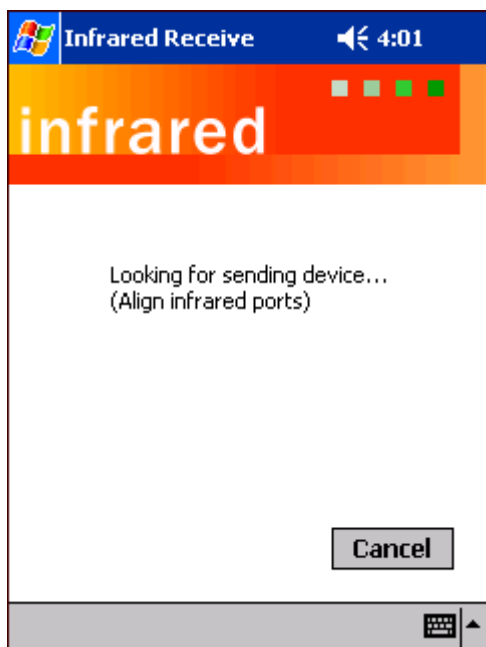 Infrared Receive 4:01
infrared
Looking for sending device...
(Align infrared ports)
Cancel